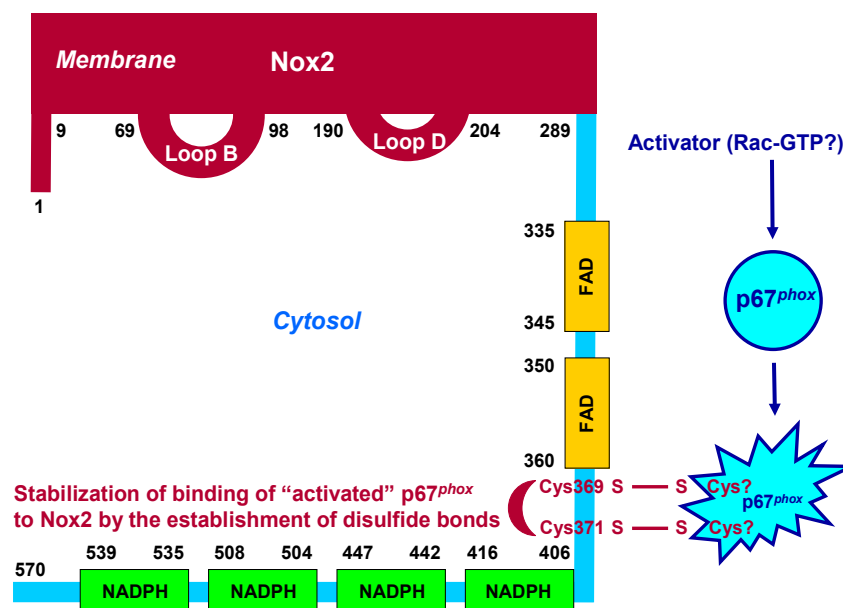 Membrane Nox2
9 69 98 190 204 289
Loop B Loop D
1
Activator (Rac-GTP?)
335
FAD
345
p67phox
Cytosol
350
FAD
360
Stabilization of binding of “activated” p67phox
to Nox2 by the establishment of disulfide bonds
Cys369 S S Cys?
p67phox
Cys371 S S Cys?
539 535 508 504 447 442 416 406
570
NADPH NADPH NADPH NADPH